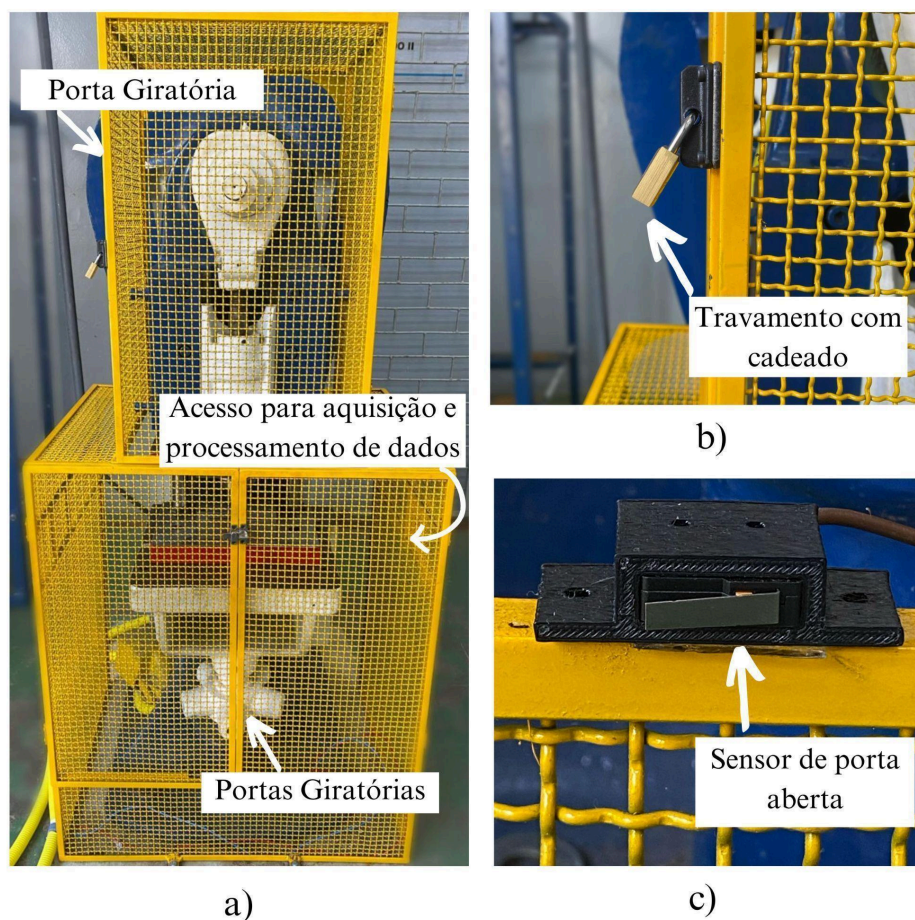 Porta Giratória
Acesso para aquisição e
processamento de dados
Portas Giratórias
a)
Travamento com
cadeado
b)
Sensor de porta
aberta
c)